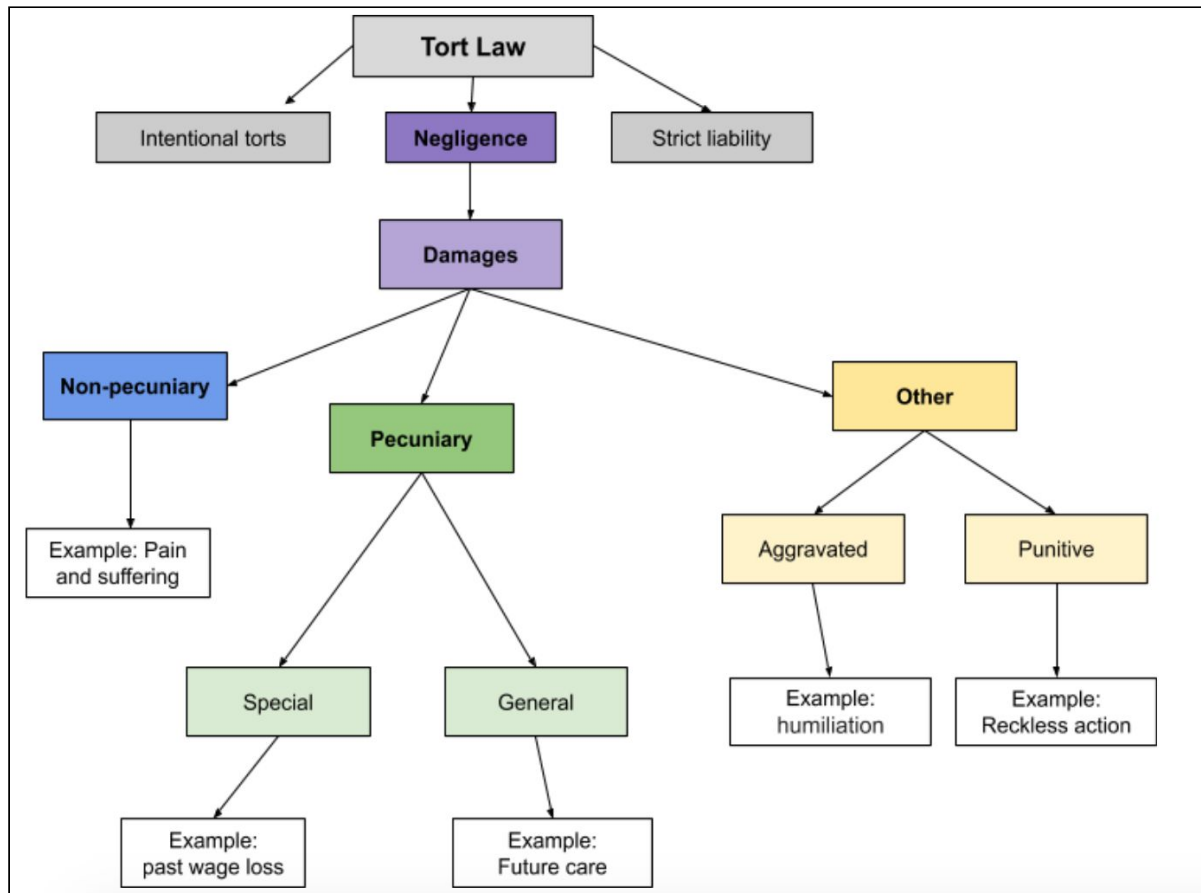 Tort Law
Intentional torts
Negligence
Strict liability
Damages
Non-pecuniary
Pecuniary
Other
Example: Pain
and suffering
Aggravated
Punitive
Special
General
Example:
humiliation
Example:
Reckless action
Example:
past wage loss
Example:
Future care